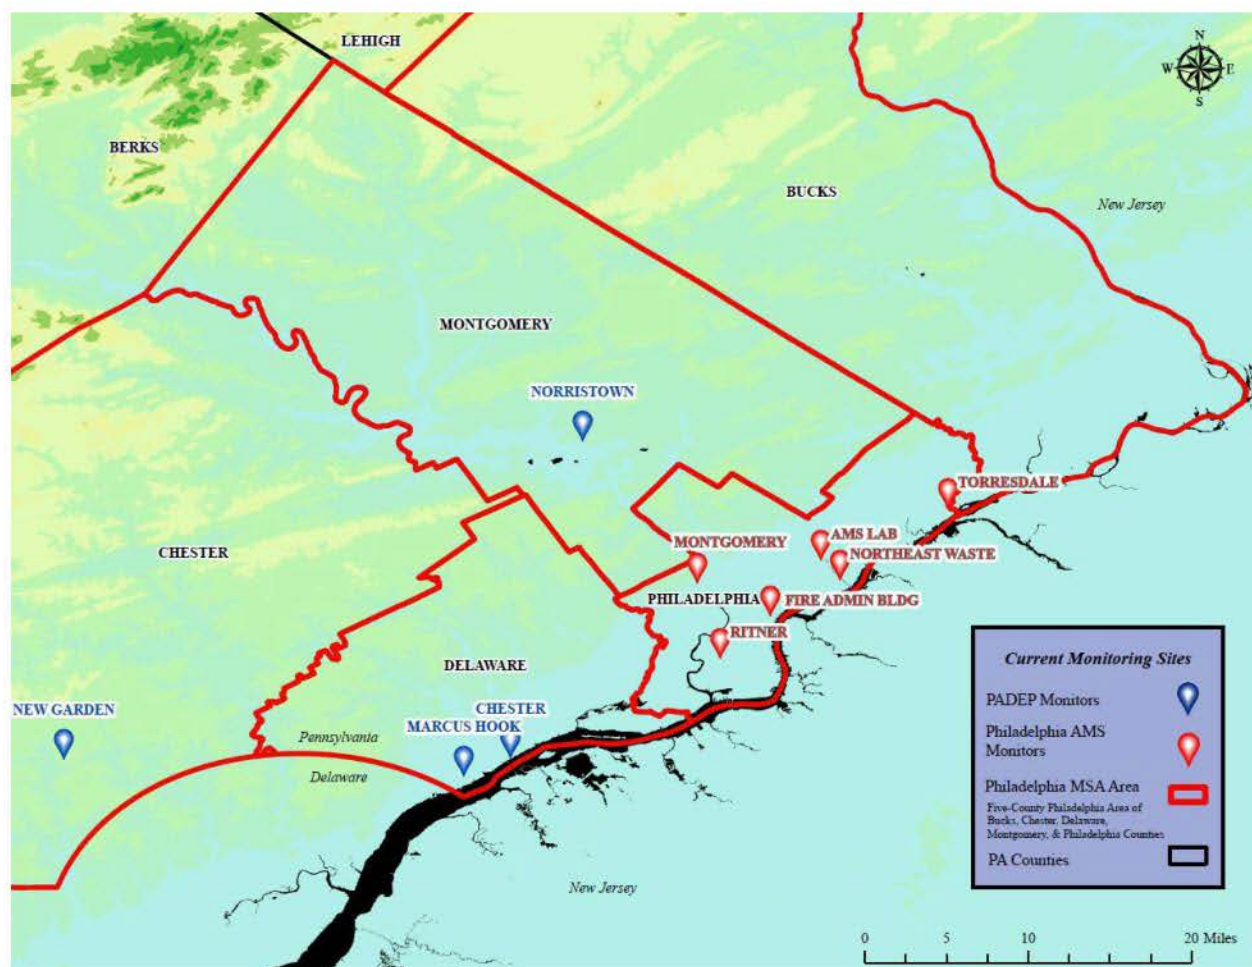 LEHIGH
N
W E
S
BERKS
BUCKS
New Jersey
MONTGOMERY
NORRISTOWN
TORRESDALE
AMS LAB
CHESTER
MONTGOMERY
NORTHEAST WASTE
PHILADELPHIA
FIRE ADMIN BLDG
RITNER
DELAWARE
NEW GARDEN
CHESTER
MARCUS HOOK
Pennsylvania
Delaware
New Jersey
Current Monitoring Sites
PADEP Monitors
Philadelphia AMS
Monitors
Philadelphia MSA Area
Five-County Philadelphia Area of
Bucks, Chester, Delaware,
Montgomery, & Philadelphia Counties
PA Counties
0 5 10 20 Miles